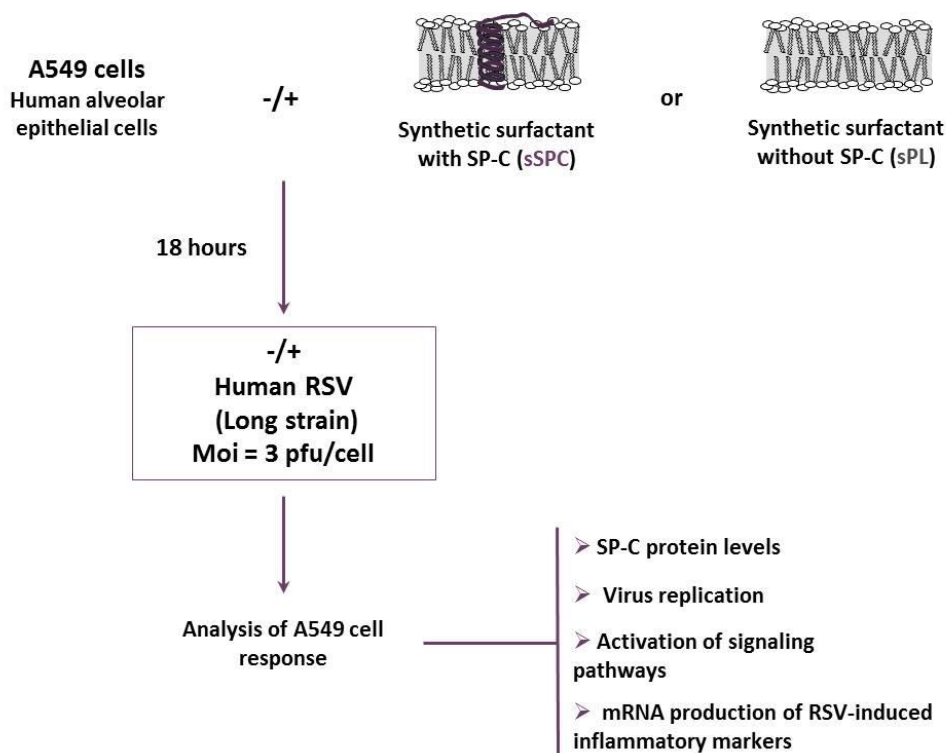 A549 cells
Human alveolar
epithelial cells
-/+
Synthetic surfactant
with SP-C (sSPC)
or
Synthetic surfactant
without SP-C (sPL)
18 hours
-/+
Human RSV
(Long strain)
Moi = 3 pfu/cell
Analysis of A549 cell
response
➢ SP-C protein levels
➢ Virus replication
➢ Activation of signaling
pathways
➢ mRNA production of RSV-induced
inflammatory markers